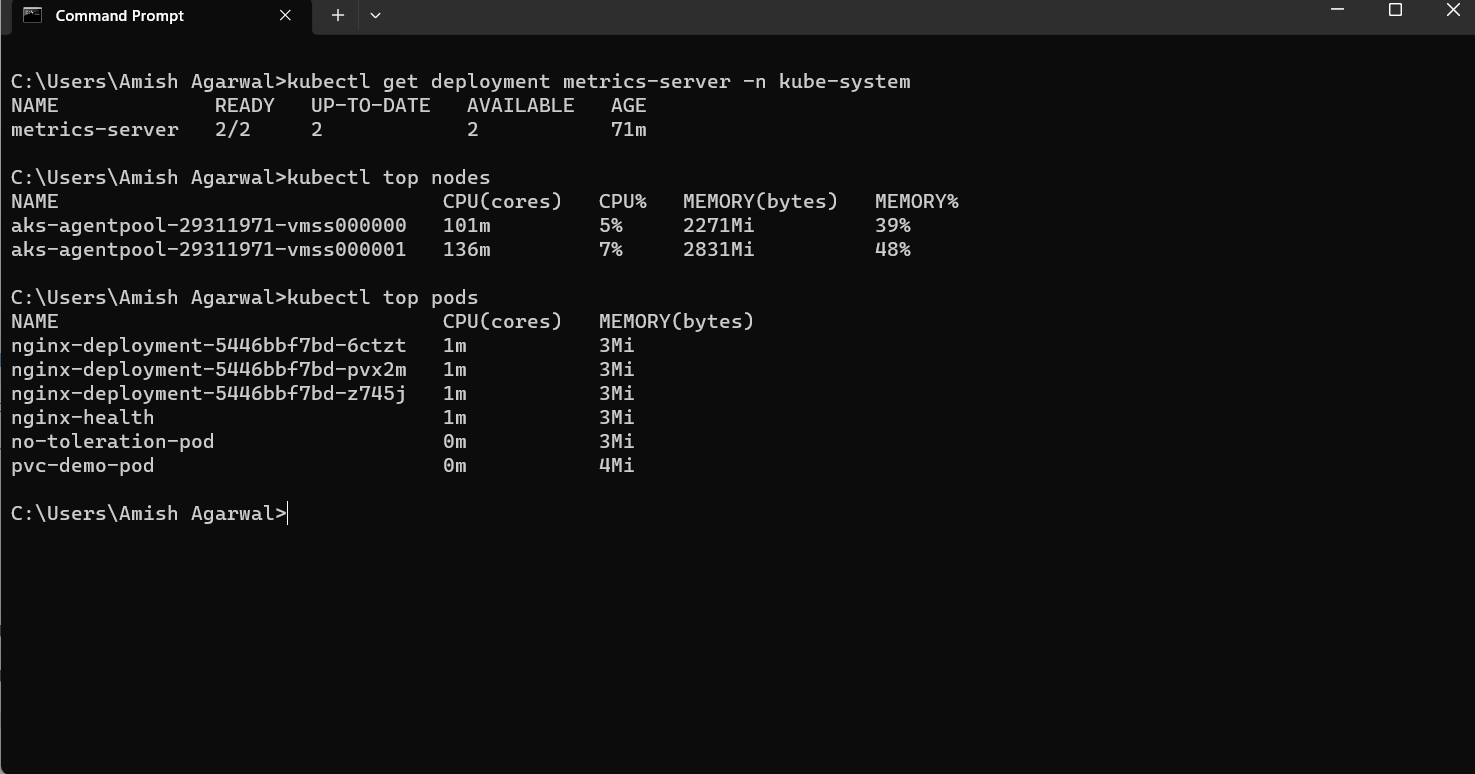 Command Prompt
C:\Users\Amish Agarwal>kubectl get deployment metrics-server -n kube-system
NAME             READY   UP-TO-DATE   AVAILABLE   AGE
metrics-server   2/2     2            2           71m
C:\Users\Amish Agarwal>kubectl top nodes
NAME                                CPU(cores)   CPU%   MEMORY(bytes)   MEMORY%
aks-agentpool-29311971-vmss000000   101m         5%     2271Mi          39%
aks-agentpool-29311971-vmss000001   136m         7%     2831Mi          48%
C:\Users\Amish Agarwal>kubectl top pods
NAME                                CPU(cores)   MEMORY(bytes)
nginx-deployment-5446bbf7bd-6ctzt   1m           3Mi
nginx-deployment-5446bbf7bd-pvx2m   1m           3Mi
nginx-deployment-5446bbf7bd-z745j   1m           3Mi
nginx-health                        1m           3Mi
no-toleration-pod                   0m           3Mi
pvc-demo-pod                        0m           4Mi
C:\Users\Amish Agarwal>